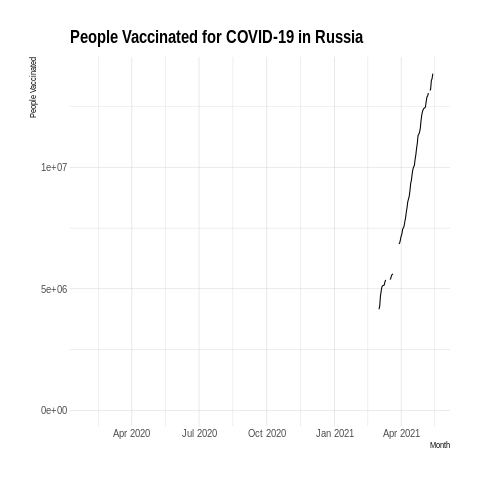 People Vaccinated for COVID-19 in Russia
People Vaccinated
1e+07
5e+06
0e+00
Apr 2020 Jul 2020 Oct 2020 Jan 2021 Apr 2021
Month